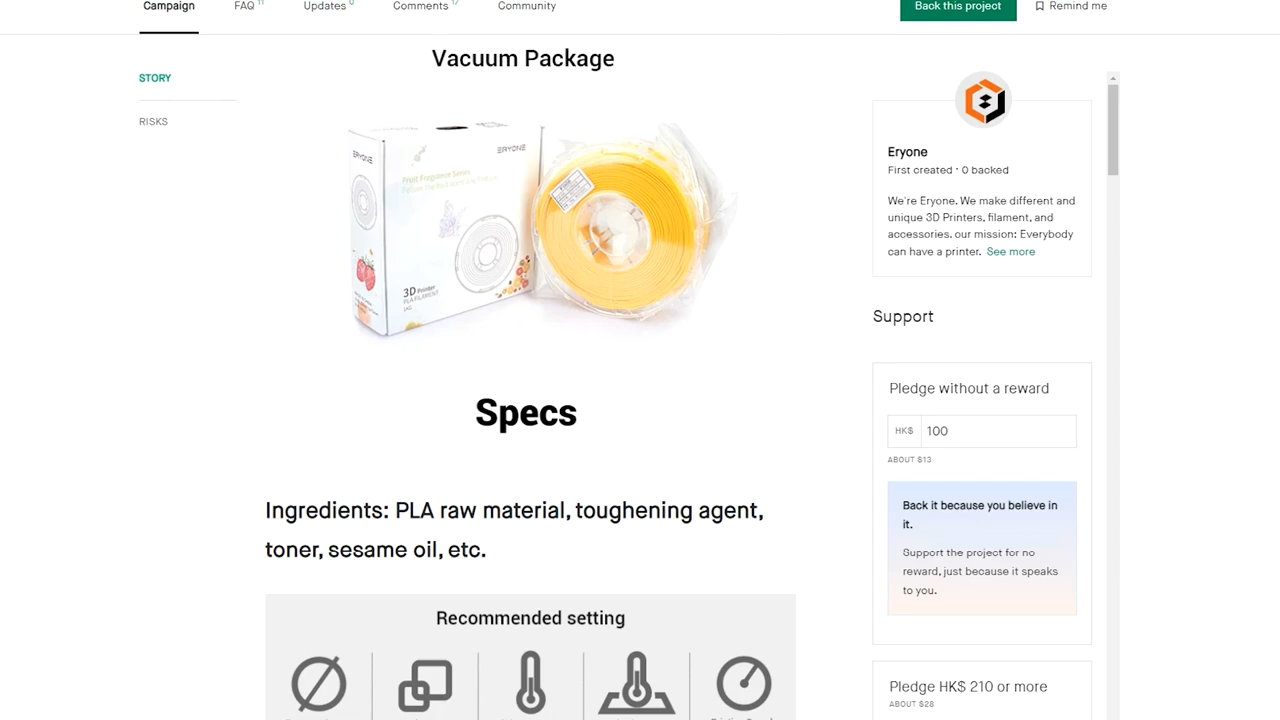 Campaign
FAQ 11
Updates 0
Comments 17
Community
Back this project
Remind me
STORY
RISKS
Vacuum Package
ERYONE
ERYONE
Fruit Fragrance Series
3D Printer
PLA FILAMENT
1KG
Specs
Ingredients: PLA raw material, toughening agent,
toner, sesame oil, etc.
Recommended setting
Eryone
First created · 0 backed
We're Eryone. We make different and
unique 3D Printers, filament, and
accessories. our mission: Everybody
can have a printer. See more
Support
Pledge without a reward
HK$ 100
ABOUT $13
Back it because you believe in
it.
Support the project for no
reward, just because it speaks
to you.
Pledge HK$ 210 or more
ABOUT $28